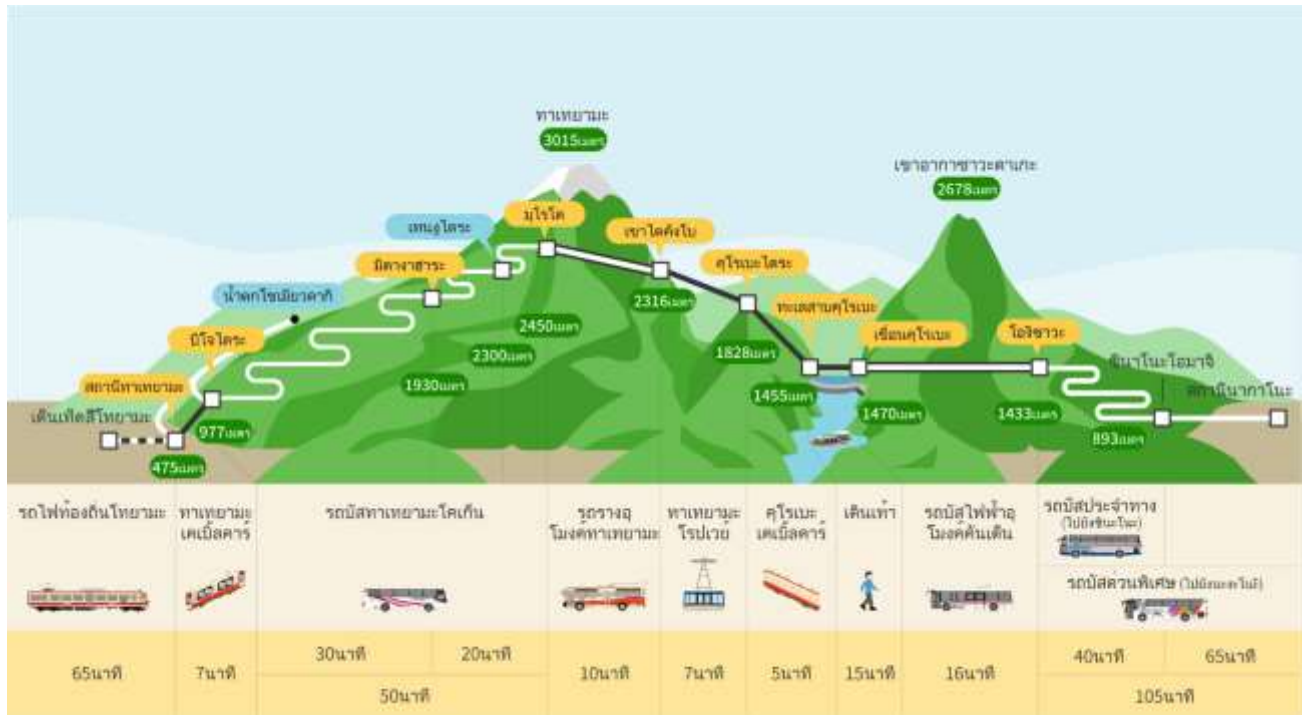 ทาเทยามะ
3015เมตร
เขาอากาซาวะดาเกะ
2678เมตร
มุโรโด
เทนงูไดระ
เขาไดคังโบ
มิดางาฮาระ
คุโรเบะไดระ
น้ำตกโชเมียวดากิ
2316เมตร
ทะเลสาบคุโรเบะ
2450เมตร
บิโจไดระ
เขื่อนคุโรเบะ
โอกิซาวะ
2300เมตร
1828เมตร
ชินาโนะโอมาจิ
สถานีทาเทยามะ
1930เมตร
1455เมตร
สถานีนากาโนะ
เด็นเท็ตสึโทยามะ
977เมตร
1470เมตร
1433เมตร
893เมตร
475เมตร
รถไฟท้องถิ่นโทยามะ
ทาเทยามะ
เคเบิ้ลคาร์
รถบัสทาเทยามะโคเก็น
รถรางอุ
โมงค์ทาเทยามะ
ทาเทยามะ
โรปเวย์
คุโรเบะ
เคเบิ้ลคาร์
เดินเท้า
รถบัสไฟฟ้าอุ
โมงค์คันเด็น
รถบัสประจำทาง
รถบัสด่วนพิเศษ
30นาที
20นาที
40นาที
65นาที
65นาที
7นาที
10นาที
7นาที
5นาที
15นาที
16นาที
50นาที
105นาที